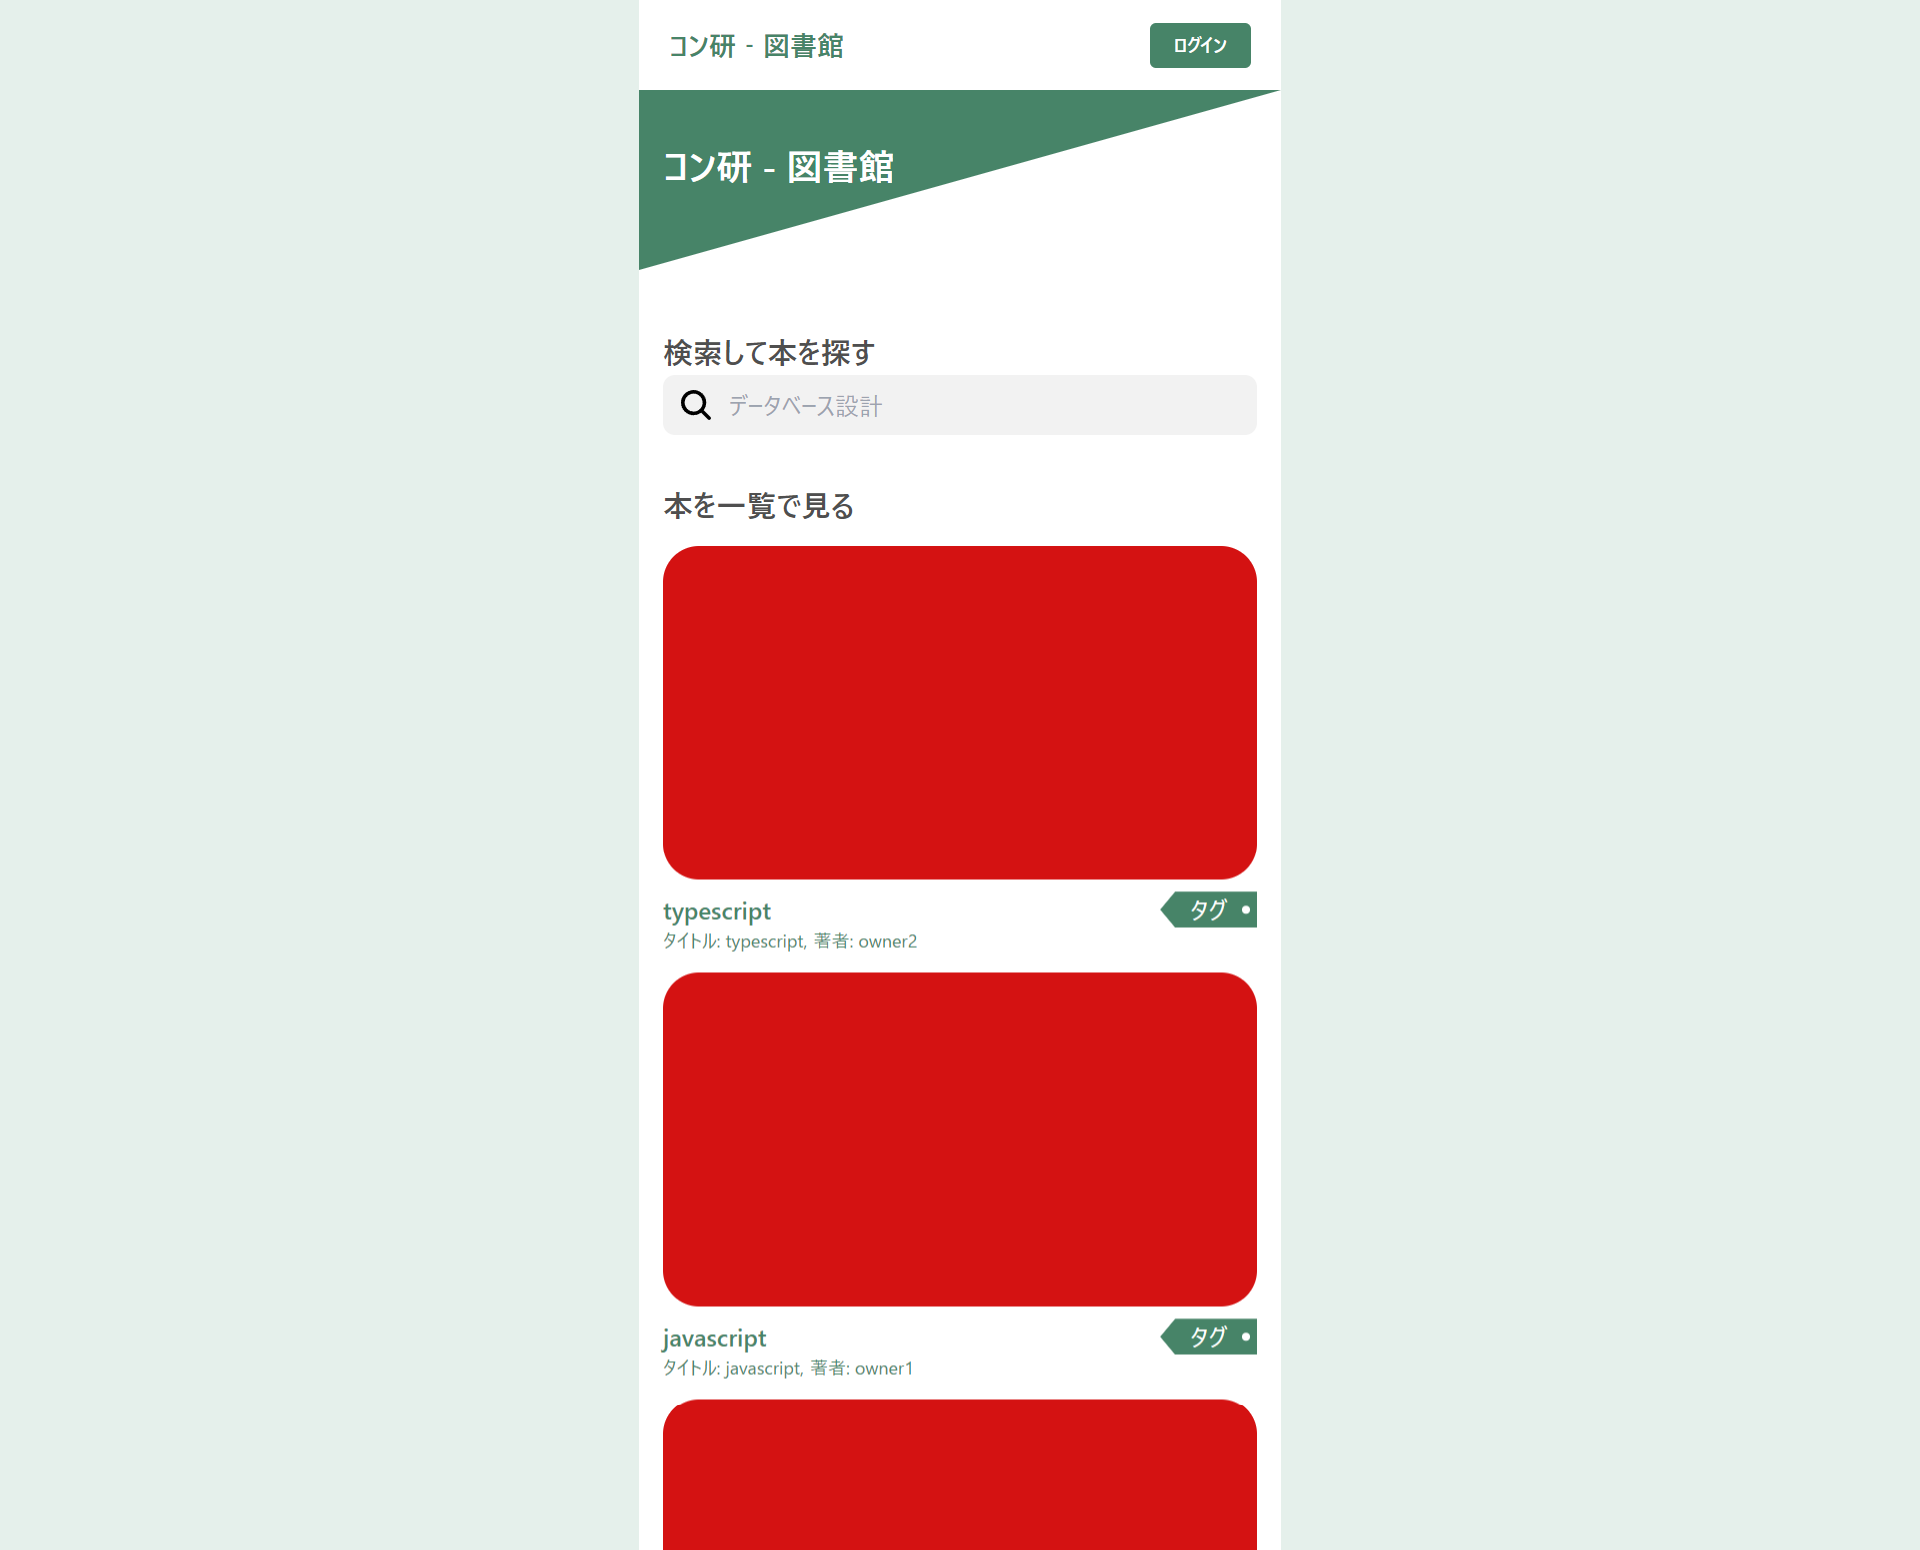 コン研 - 図書館
ログイン
コン研 - 図書館
検索して本を探す
データベース設計
本を一覧で見る
typescript
タグ
タイトル: typescript, 著者: owner2
javascript
タグ
タイトル: javascript, 著者: owner1